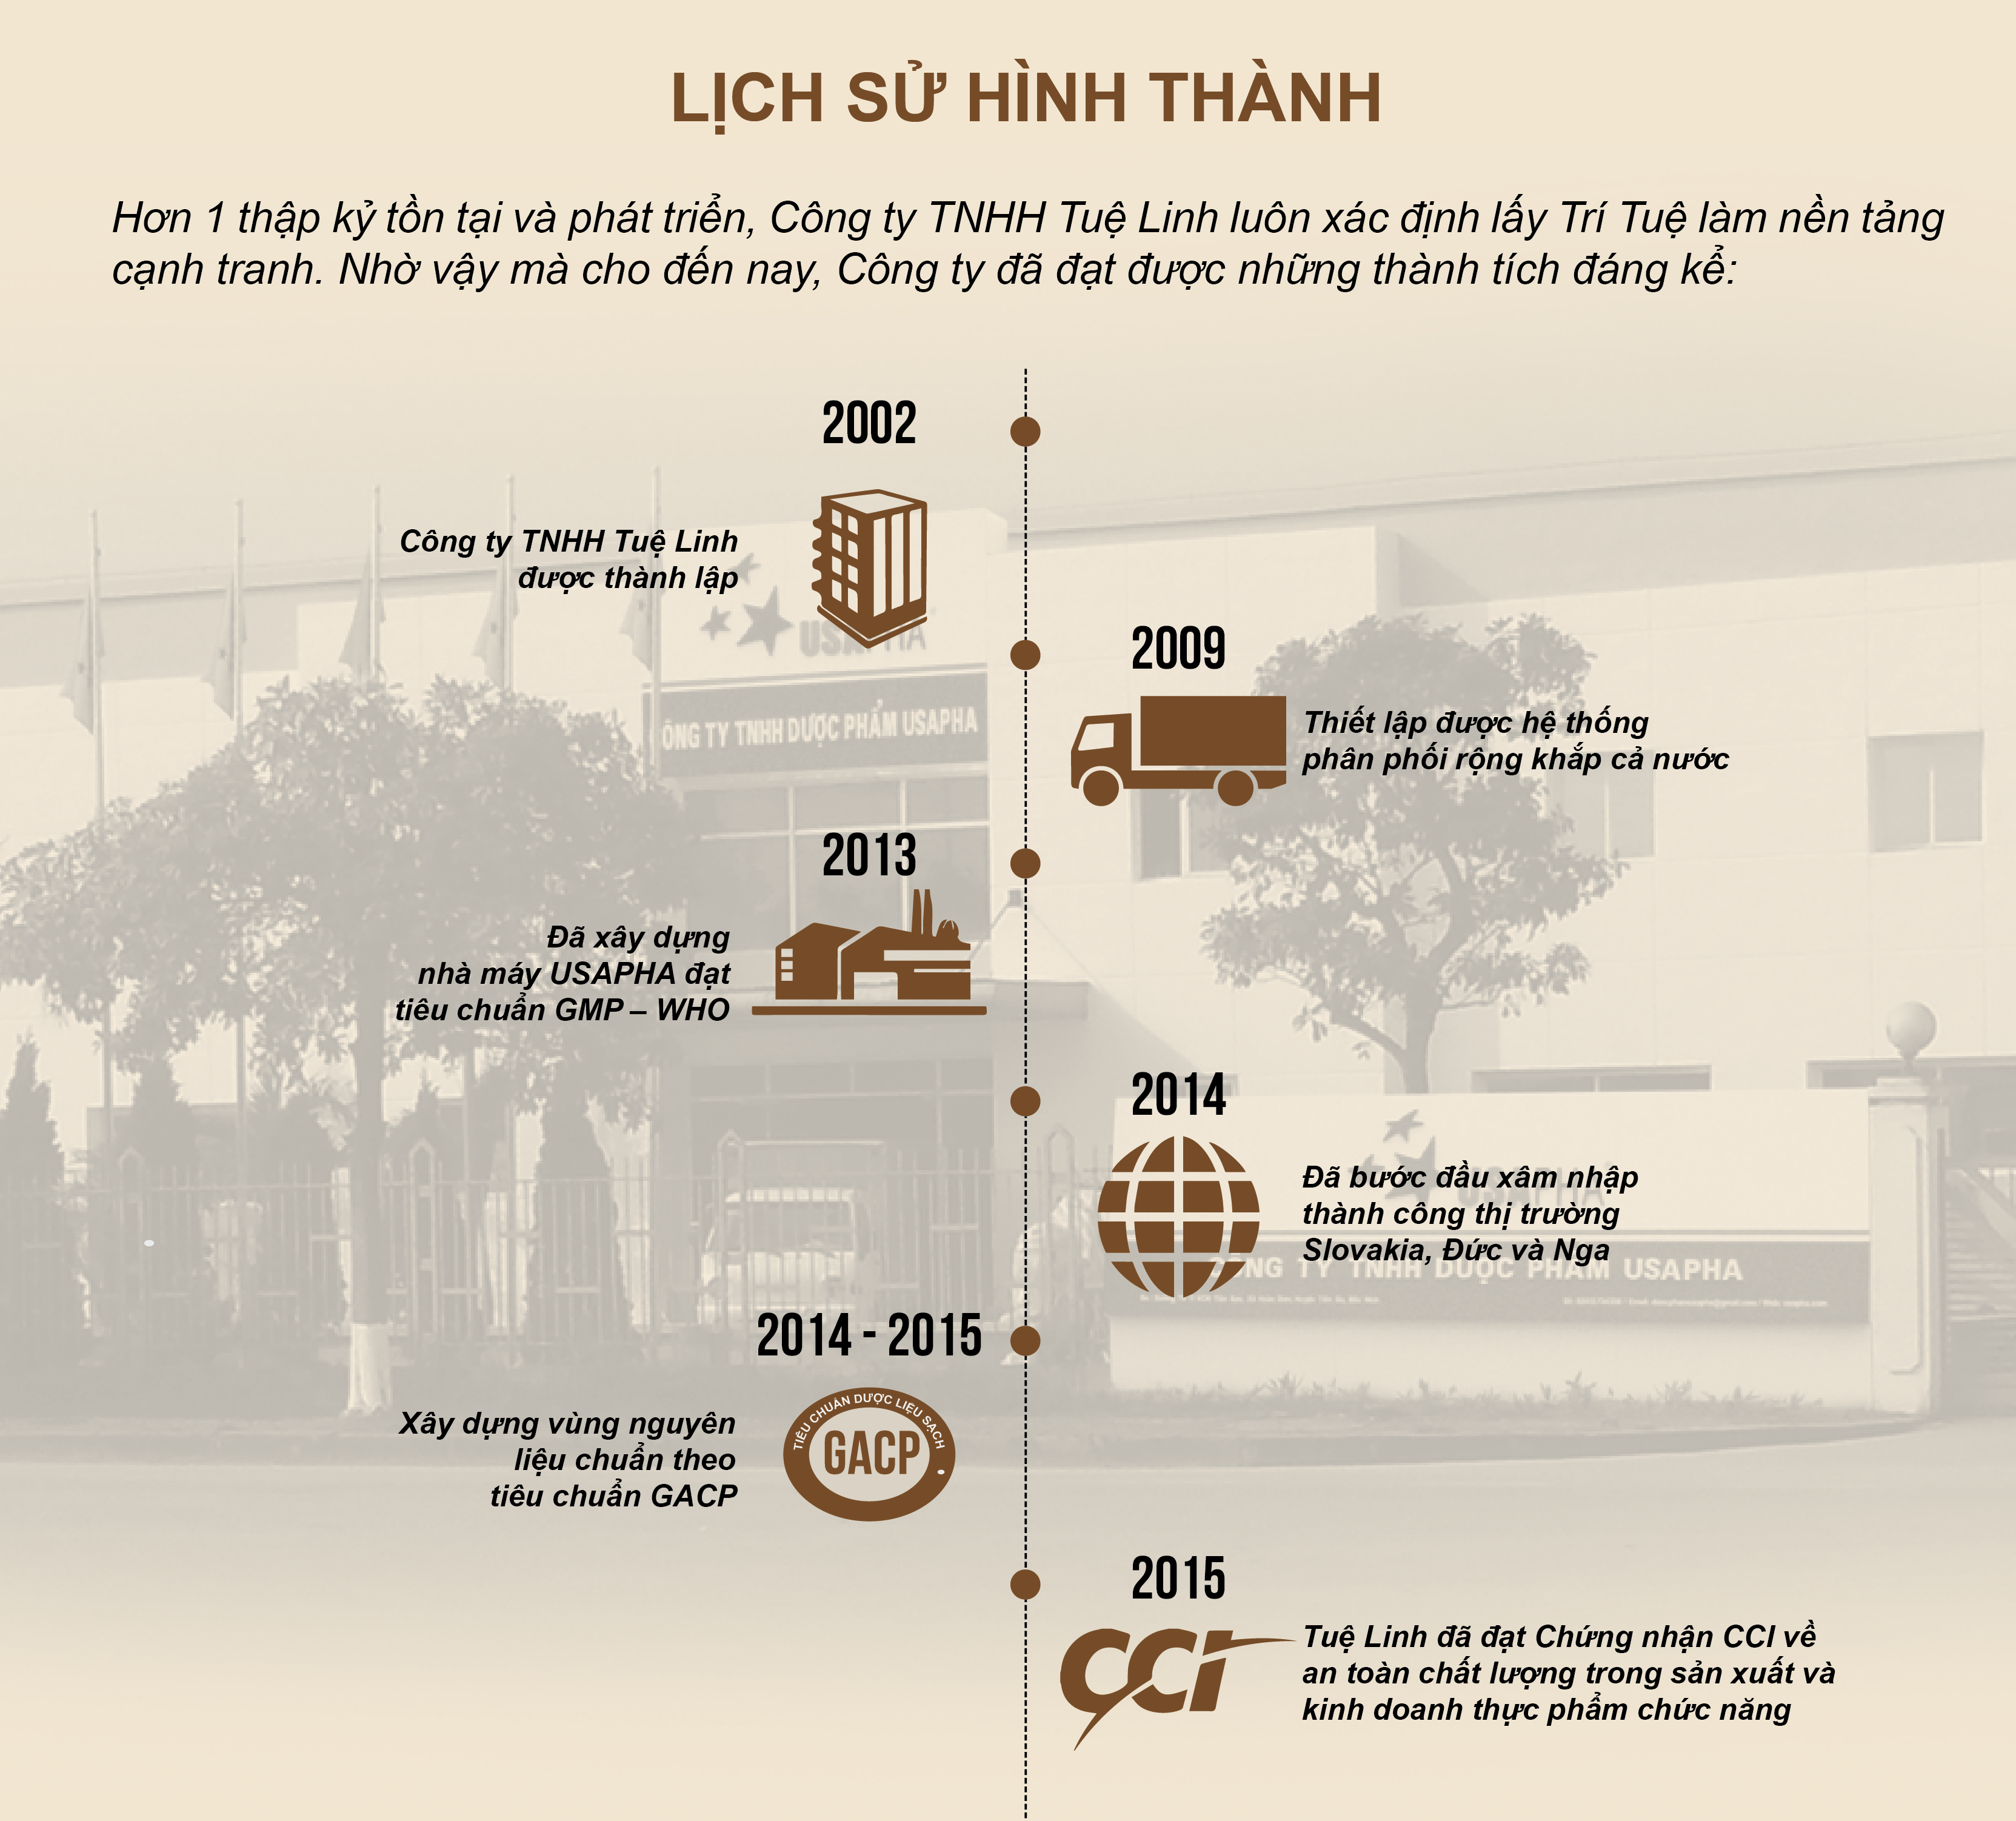 LỊCH SỬ HÌNH THÀNH
Hơn 1 thập kỷ tồn tại và phát triển, Công ty TNHH Tuệ Linh luôn xác định lấy Trí Tuệ làm nền tảng
cạnh tranh. Nhờ vậy mà cho đến nay, Công ty đã đạt được những thành tích đáng kể:
2002
Công ty TNHH Tuệ Linh
được thành lập
USAPHA
CÔNG TY TNHH DƯỢC PHẨM USAPHA
2009
Thiết lập được hệ thống
phân phối rộng khắp cả nước
2013
Đã xây dựng
nhà máy USAPHA đạt
tiêu chuẩn GMP – WHO
2014
Đã bước đầu xâm nhập
thành công thị trường
Slovakia, Đức và Nga
USAPHA
CÔNG TY TNHH DƯỢC PHẨM USAPHA
2014 - 2015
TIÊU CHUẨN DƯỢC LIỆU SẠCH
GACP
Xây dựng vùng nguyên
liệu chuẩn theo
tiêu chuẩn GACP
2015
CCI
Tuệ Linh đã đạt Chứng nhận CCI về
an toàn chất lượng trong sản xuất và
kinh doanh thực phẩm chức năng